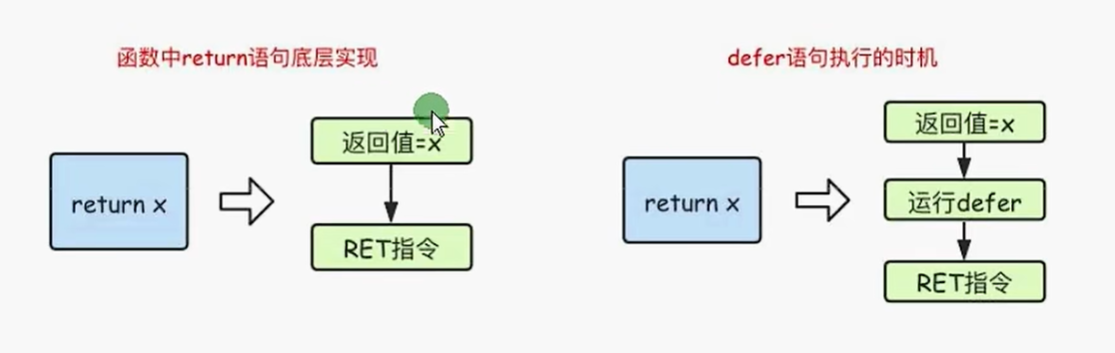 函数中return语句底层实现
return x
返回值=x
RET指令
defer语句执行的时机
return x
返回值=x
运行defer
RET指令